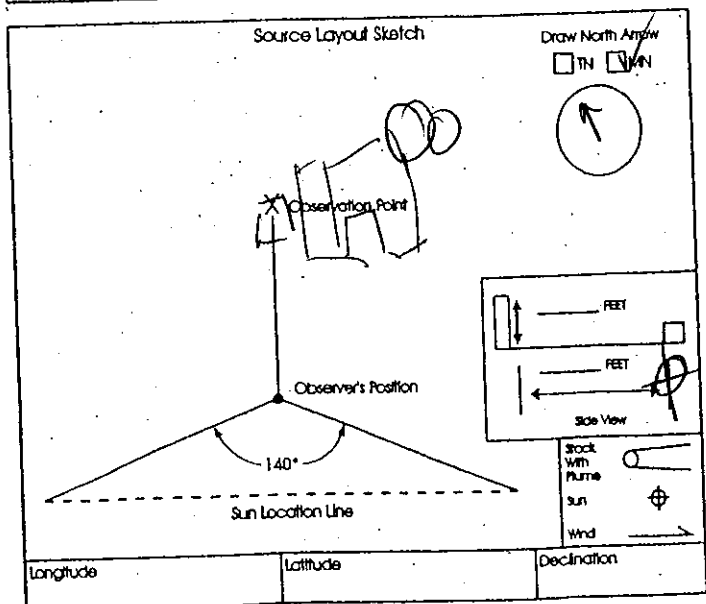 Source Layout Sketch
Draw North Arrow
TN MN
X Observation Point
FEET
FEET
Side View
Observer's Position
140°
Sun Location Line
Stack
With
Plume
Sun
Wind
Longitude Latitude Declination